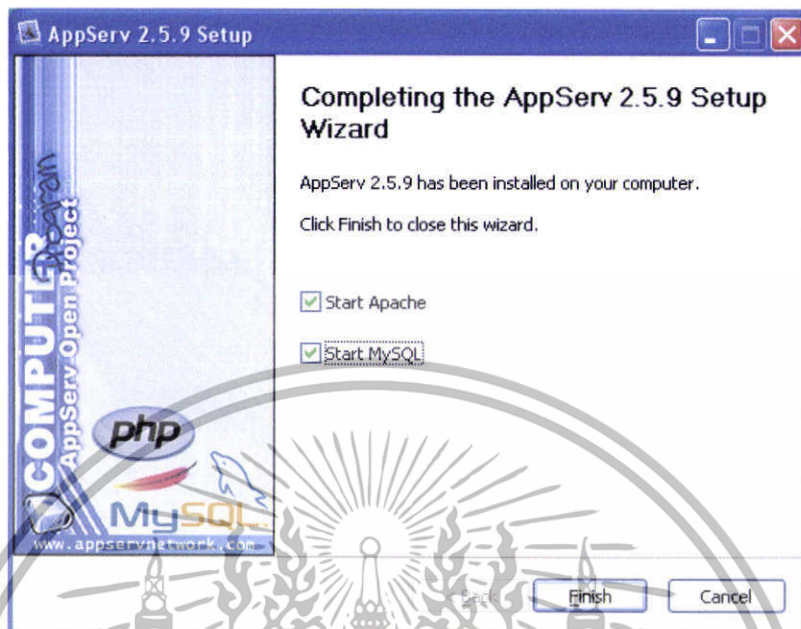 AppServ 2.5.9 Setup
Completing the AppServ 2.5.9 Setup
Wizard
AppServ 2.5.9 has been installed on your computer.
Click Finish to close this wizard.
Start Apache
Start MySQL
COMPUTER
Program
AppServ Open Project
php
MySQL
www.appservnetwork.com
< Back
Finish
Cancel